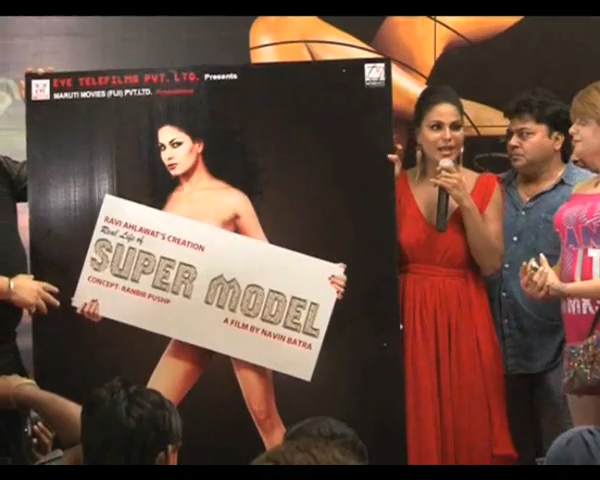 EYE TELEFILMS PVT. LTD. Presents
MARUTI MOVIES (FIJI) PVT.LTD.
RAVI AHLAWAT'S CREATION
Real Life of
SUPER MODEL
CONCEPT- RANBIR PUSHP
A FILM BY NAVIN BATRA